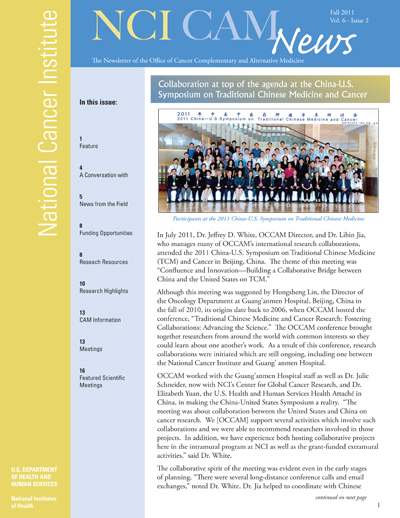 National Cancer Institute
NCI CAM
News
Fall 2011
Vol. 6 - Issue 2
The Newsletter of the Office of Cancer Complementary and Alternative Medicine
In this issue:
1
Feature
4
A Conversation with
5
News from the Field
8
Funding Opportunities
8
Reseach Resources
10
Research Highlights
13
CAM Information
13
Meetings
16
Featured Scientific
Meetings
U.S. DEPARTMENT
OF HEALTH AND
HUMAN SERVICES
National Institutes
of Health
Collaboration at top of the agenda at the China-U.S.
Symposium on Traditional Chinese Medicine and Cancer
2011 China-U.S Symposium on Traditional Chinese Medicine and Cancer
Participants at the 2011 China-U.S. Symposium on Traditional Chinese Medicine
In July 2011, Dr. Jeffrey D. White, OCCAM Director, and Dr. Libin Jia,
who manages many of OCCAM's international research collaborations,
attended the 2011 China-U.S. Symposium on Traditional Chinese Medicine
(TCM) and Cancer in Beijing, China. The theme of this meeting was
"Confluence and Innovation—Building a Collaborative Bridge between
China and the United States on TCM."
Although this meeting was suggested by Hongsheng Lin, the Director of
the Oncology Department at Guang'anmen Hospital, Beijing, China in
the fall of 2010, its origins date back to 2006, when OCCAM hosted the
conference, "Traditional Chinese Medicine and Cancer Research: Fostering
Collaborations; Advancing the Science." The OCCAM conference brought
together researchers from around the world with common interests so they
could learn about one another's work. As a result of this conference, research
collaborations were initiated which are still ongoing, including one between
the National Cancer Institute and Guang' anmen Hospital.
OCCAM worked with the Guang'anmen Hospital staff as well as Dr. Julie
Schneider, now with NCI's Center for Global Cancer Research, and Dr.
Elizabeth Yuan, the U.S. Health and Human Services Health Attaché in
China, in making the China-United States Symposium a reality. "The
meeting was about collaboration between the United States and China on
cancer research. We [OCCAM] support several activities which involve such
collaborations and we were able to recommend researchers involved in those
projects. In addition, we have experience both hosting collaborative projects
here in the intramural program at NCI as well as the grant-funded extramural
activities," said Dr. White.
The collaborative spirit of the meeting was evident even in the early stages
of planning. "There were several long-distance conference calls and email
exchanges," noted Dr. White. Dr. Jia helped to coordinate with Chinese
continued on next page
1